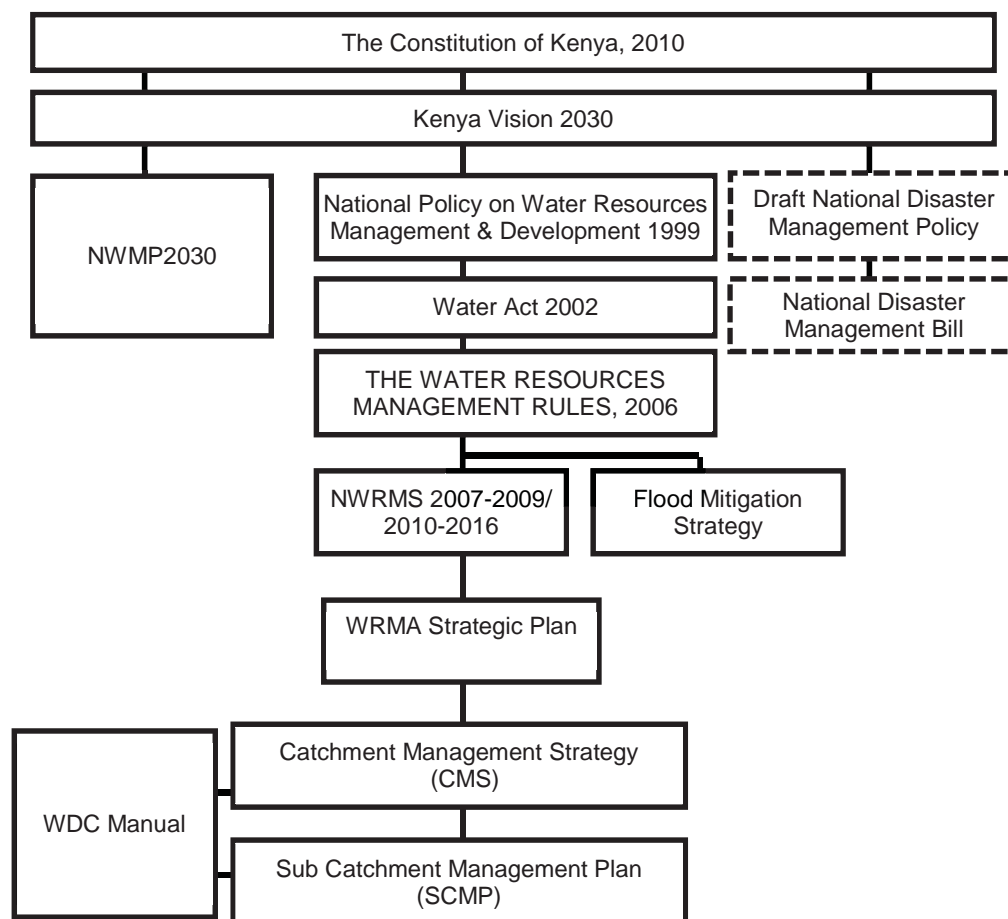 The Constitution of Kenya, 2010
Kenya Vision 2030
NWMP2030
National Policy on Water Resources
Management & Development 1999
Draft National Disaster
Management Policy
Water Act 2002
National Disaster
Management Bill
THE WATER RESOURCES
MANAGEMENT RULES, 2006
NWRMS 2007-2009/
2010-2016
Flood Mitigation
Strategy
WRMA Strategic Plan
Catchment Management Strategy
(CMS)
WDC Manual
Sub Catchment Management Plan
(SCMP)